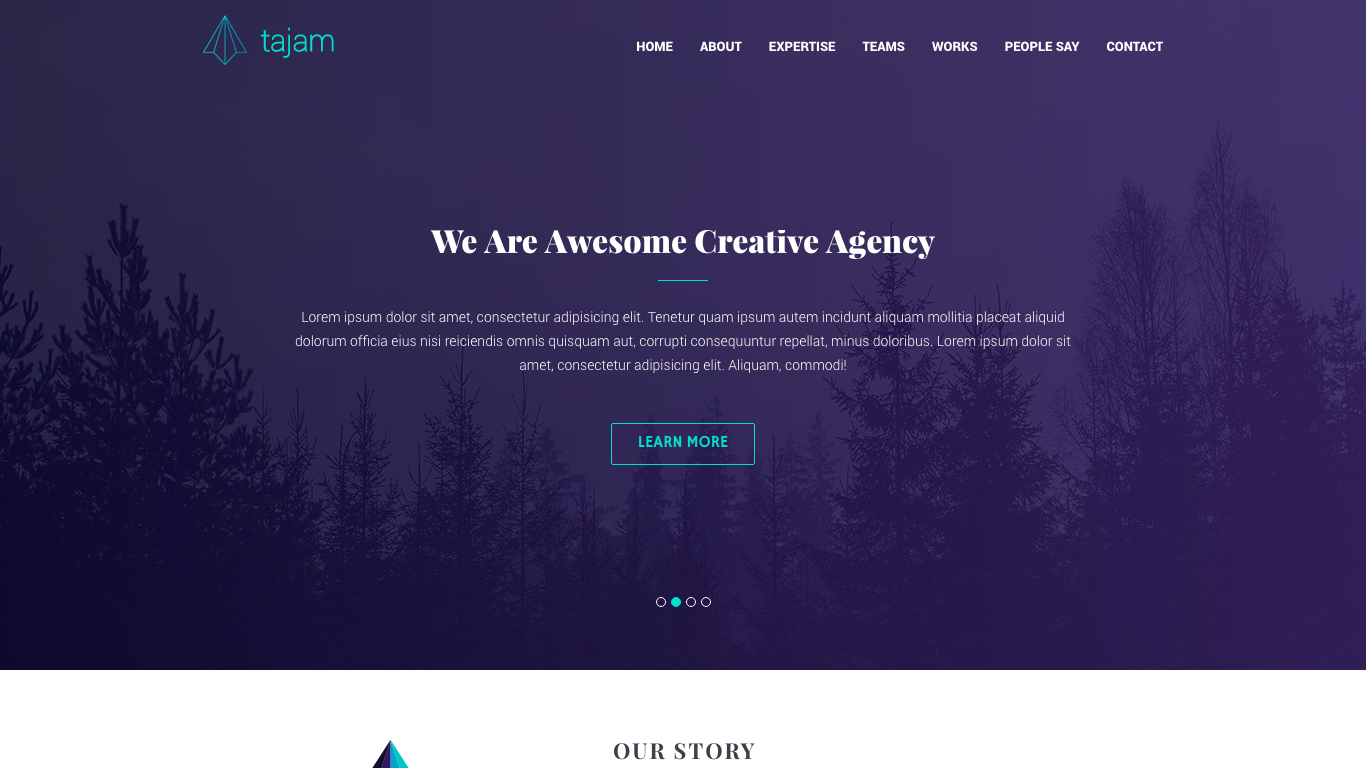 tajam
HOME ABOUT EXPERTISE TEAMS WORKS PEOPLE SAY CONTACT
We Are Awesome Creative Agency
Lorem ipsum dolor sit amet, consectetur adipisicing elit. Tenetur quam ipsum autem incidunt aliquam mollitia placeat aliquid
dolorum officia eius nisi reiciendis omnis quisquam aut, corrupti consequuntur repellat, minus doloribus. Lorem ipsum dolor sit
amet, consectetur adipisicing elit. Aliquam, commodi!
LEARN MORE
OUR STORY